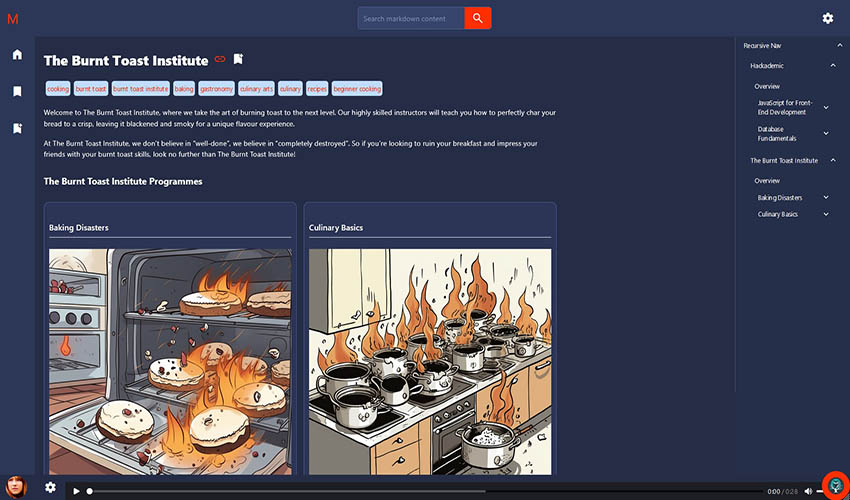 M
Search markdown content
The Burnt Toast Institute
cooking burnt toast burnt toast institute baking gastronomy culinary arts culinary recipes beginner cooking
Welcome to The Burnt Toast Institute, where we take the art of burning toast to the next level. Our highly skilled instructors will teach you how to perfectly char your
bread to a crisp, leaving it blackened and smoky for a unique flavour experience.
At The Burnt Toast Institute, we don't believe in "well-done", we believe in "completely destroyed". So if you're looking to ruin your breakfast and impress your
friends with your burnt toast skills, look no further than The Burnt Toast Institute!
The Burnt Toast Institute Programmes
Baking Disasters
Culinary Basics
Recursive Nav
Hackademic
Overview
JavaScript for Front-
End Development
Database
Fundamentals
The Burnt Toast Institute
Overview
Baking Disasters
Culinary Basics
0:00 / 0:28